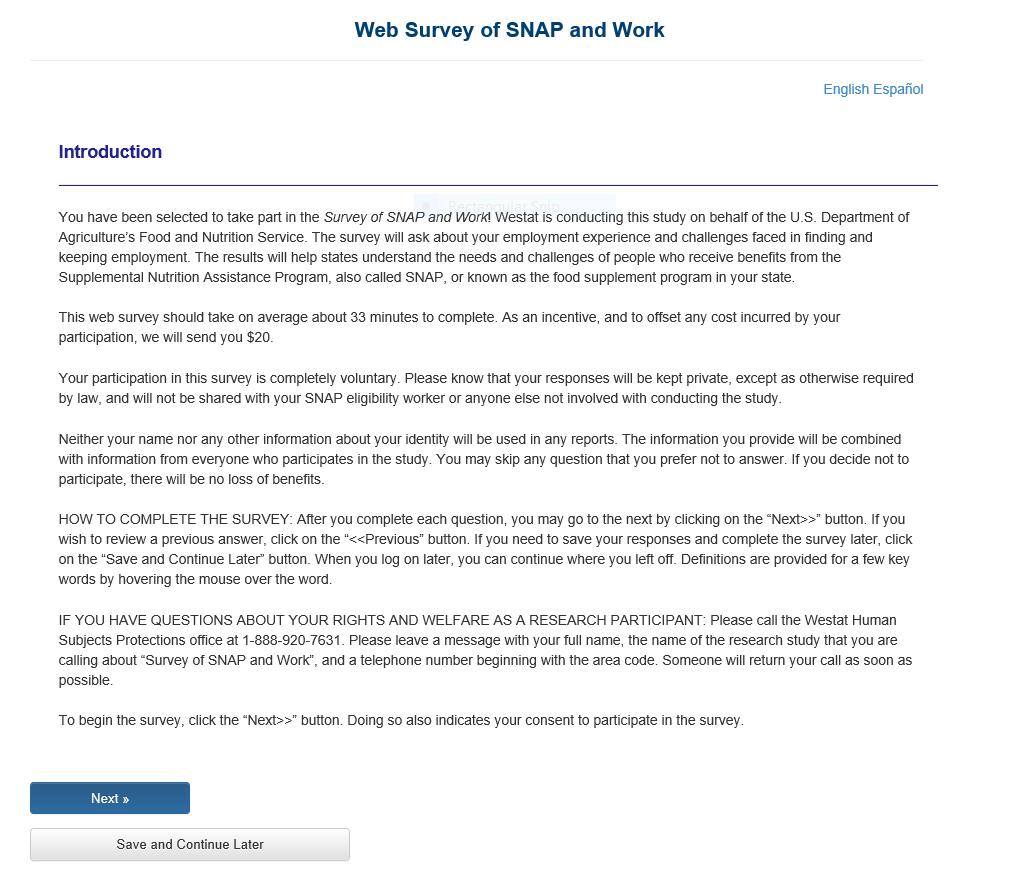 Web Survey of SNAP and Work
English Español
Introduction
Rectangular Snip
You have been selected to take part in the Survey of SNAP and Work! Westat is conducting this study on behalf of the U.S. Department of
Agriculture’s Food and Nutrition Service. The survey will ask about your employment experience and challenges faced in finding and
keeping employment. The results will help states understand the needs and challenges of people who receive benefits from the
Supplemental Nutrition Assistance Program, also called SNAP, or known as the food supplement program in your state.
This web survey should take on average about 33 minutes to complete. As an incentive, and to offset any cost incurred by your
participation, we will send you $20.
Your participation in this survey is completely voluntary. Please know that your responses will be kept private, except as otherwise required
by law, and will not be shared with your SNAP eligibility worker or anyone else not involved with conducting the study.
Neither your name nor any other information about your identity will be used in any reports. The information you provide will be combined
with information from everyone who participates in the study. You may skip any question that you prefer not to answer. If you decide not to
participate, there will be no loss of benefits.
HOW TO COMPLETE THE SURVEY: After you complete each question, you may go to the next by clicking on the “Next>>” button. If you
wish to review a previous answer, click on the “<<Previous” button. If you need to save your responses and complete the survey later, click
on the “Save and Continue Later” button. When you log on later, you can continue where you left off. Definitions are provided for a few key
words by hovering the mouse over the word.
IF YOU HAVE QUESTIONS ABOUT YOUR RIGHTS AND WELFARE AS A RESEARCH PARTICIPANT: Please call the Westat Human
Subjects Protections office at 1-888-920-7631. Please leave a message with your full name, the name of the research study that you are
calling about “Survey of SNAP and Work”, and a telephone number beginning with the area code. Someone will return your call as soon as
possible.
To begin the survey, click the “Next>>” button. Doing so also indicates your consent to participate in the survey.
Next »
Save and Continue Later